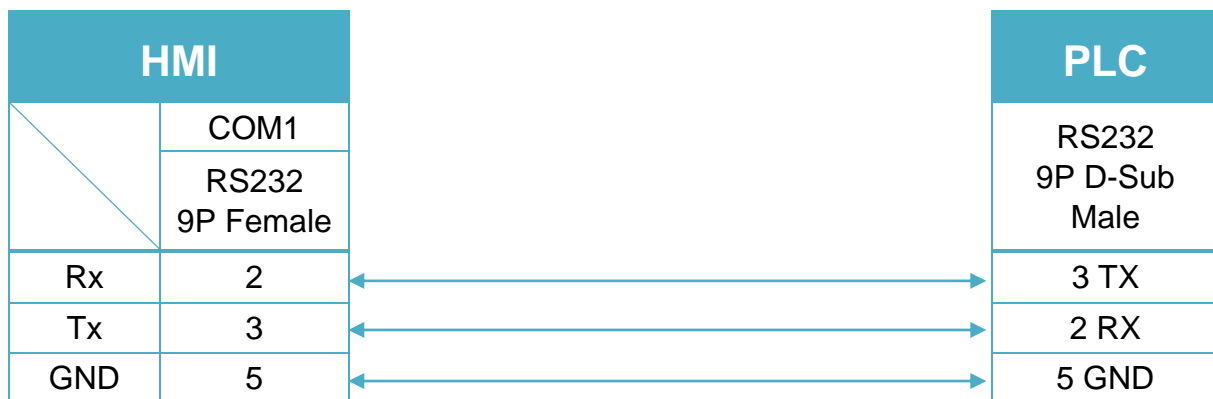 HMI
PLC
COM1
RS232
9P Female
RS232
9P D-Sub
Male
Rx 2 3 TX
Tx 3 2 RX
GND 5 5 GND